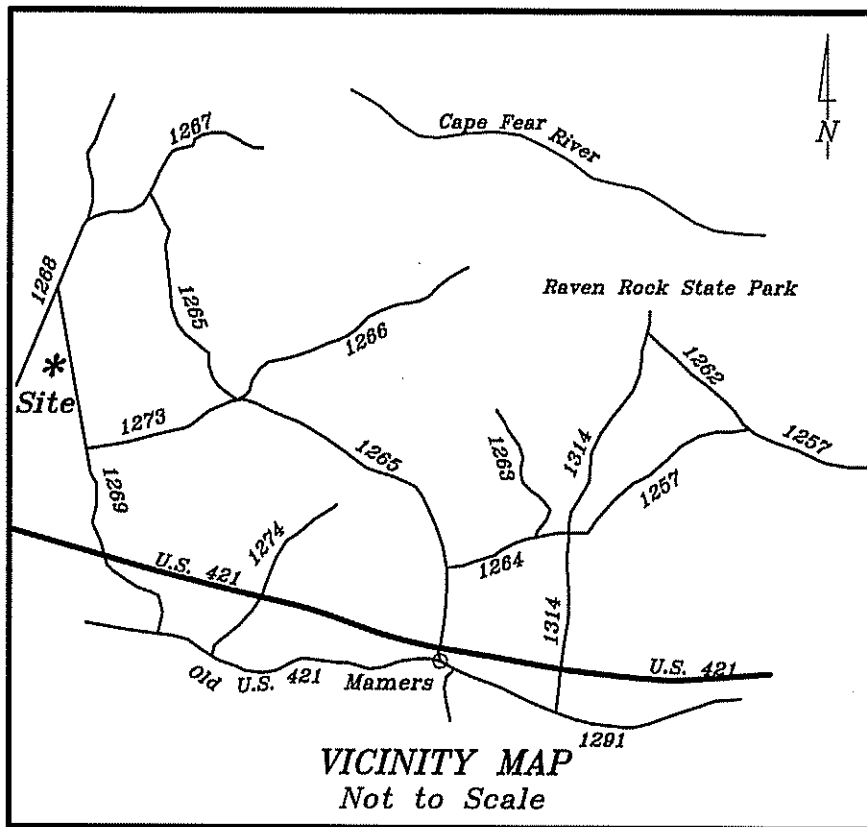 1267
Cape Fear River
N
1268
1265
Raven Rock State Park
1266
1262
*
Site
1273
1265
1263
1314
1257
1257
1269
1274
U.S. 421
1264
1314
U.S. 421
Old U.S. 421
Mamers
1291
VICINITY MAP
Not to Scale